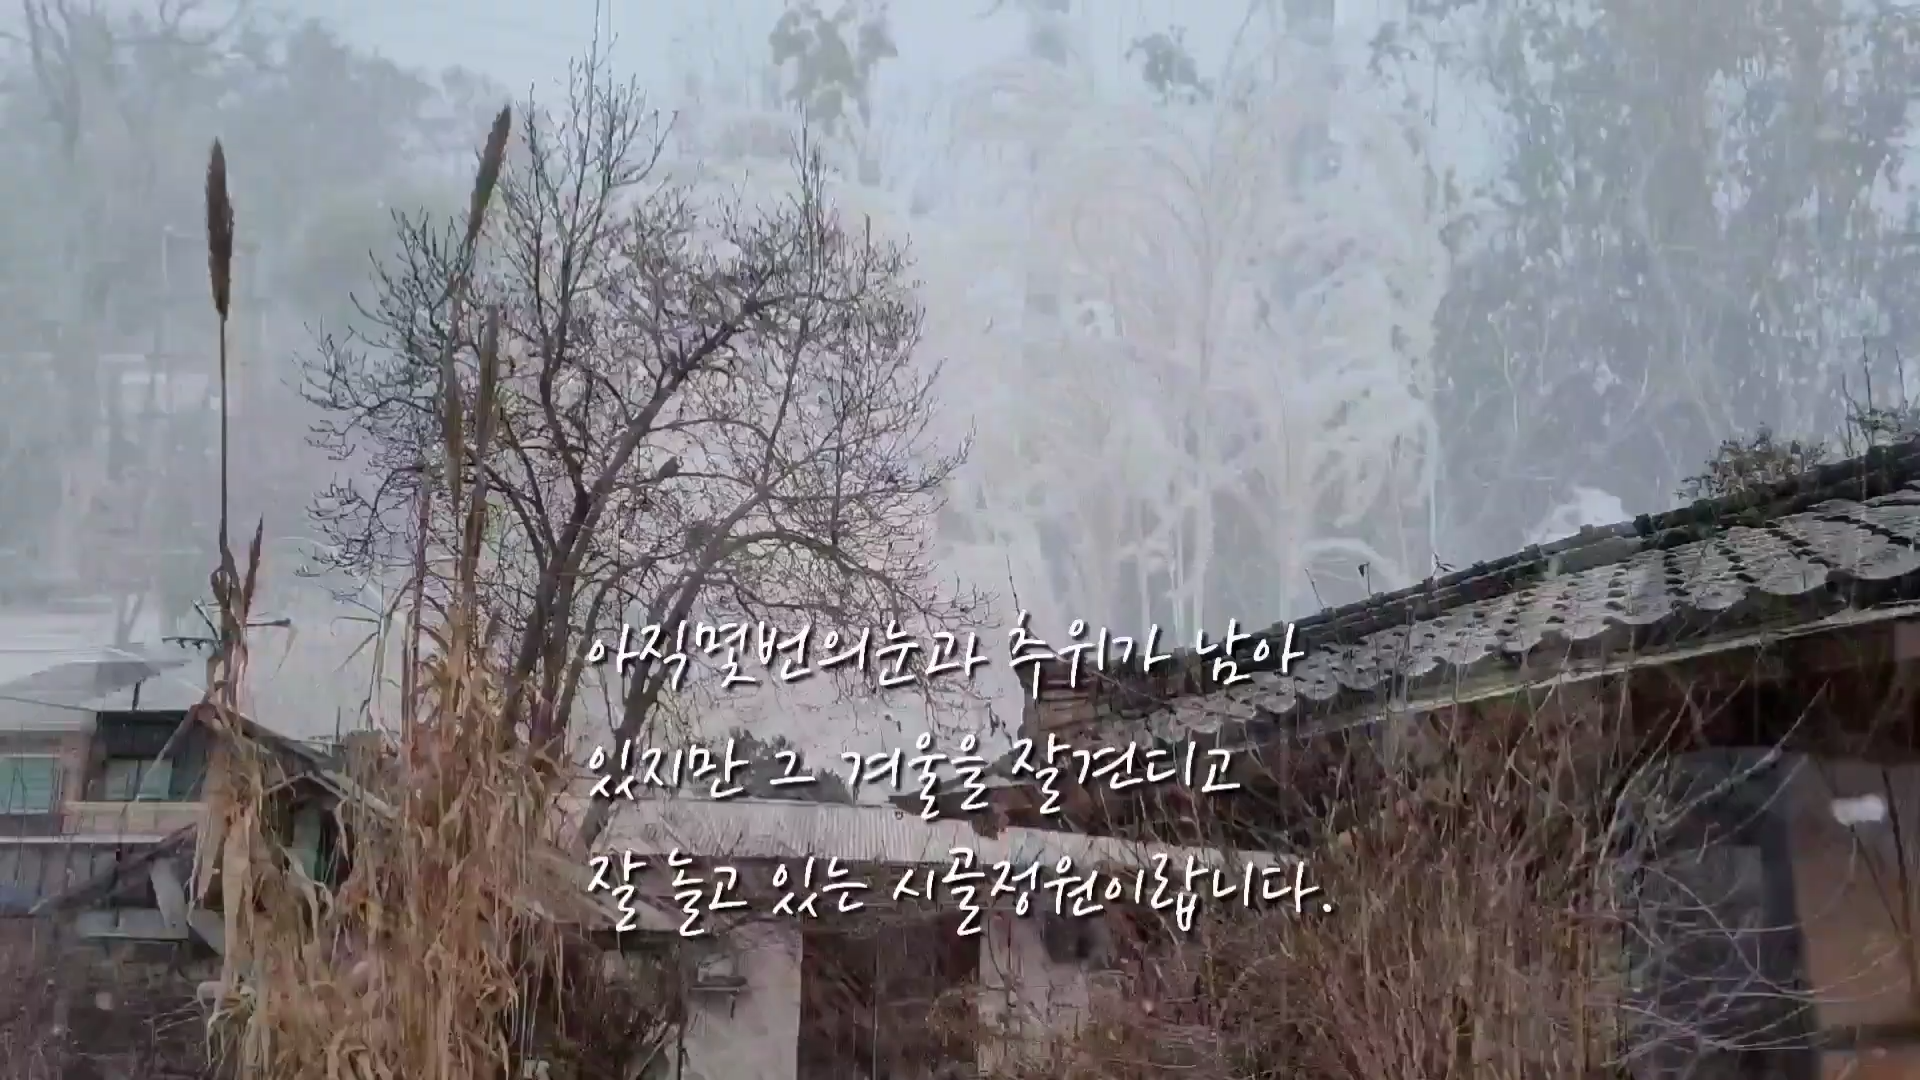 아직몇번의눈과 추위가 남아
있지만 그 겨울을 잘견디고
잘 놀고 있는 시골정원이랍니다.